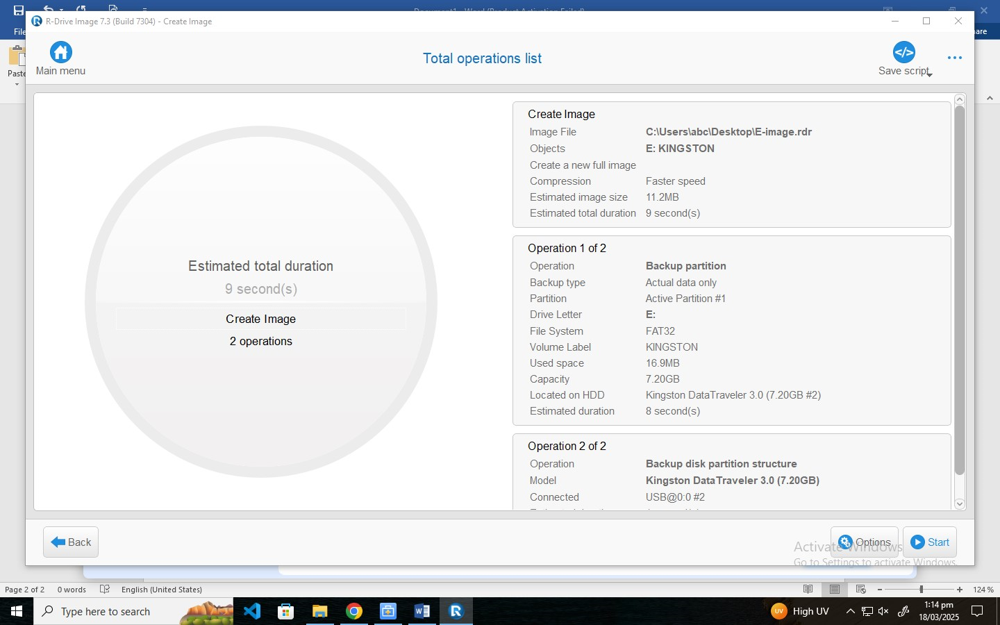 Document1 - Word (Product Activation Failed)
File
are
Paste
R-Drive Image 7.3 (Build 7304) - Create Image
Main menu
Total operations list
Save script
Estimated total duration
9 second(s)
Create Image
2 operations
Create Image
Image File C:\Users\abc\Desktop\E-image.rdr
Objects E: KINGSTON
Create a new full image
Compression Faster speed
Estimated image size 11.2MB
Estimated total duration 9 second(s)
Operation 1 of 2
Operation Backup partition
Backup type Actual data only
Partition Active Partition #1
Drive Letter E:
File System FAT32
Volume Label KINGSTON
Used space 16.9MB
Capacity 7.20GB
Located on HDD Kingston DataTraveler 3.0 (7.20GB #2)
Estimated duration 8 second(s)
Operation 2 of 2
Operation Backup disk partition structure
Model Kingston DataTraveler 3.0 (7.20GB)
Connected USB@0:0 #2
Back
Options
Start
Activate Windows
Go to Settings to activate Windows.
Page 2 of 2 0 words English (United States) 124 %
Type here to search
UV High UV
1:14 pm
18/03/2025